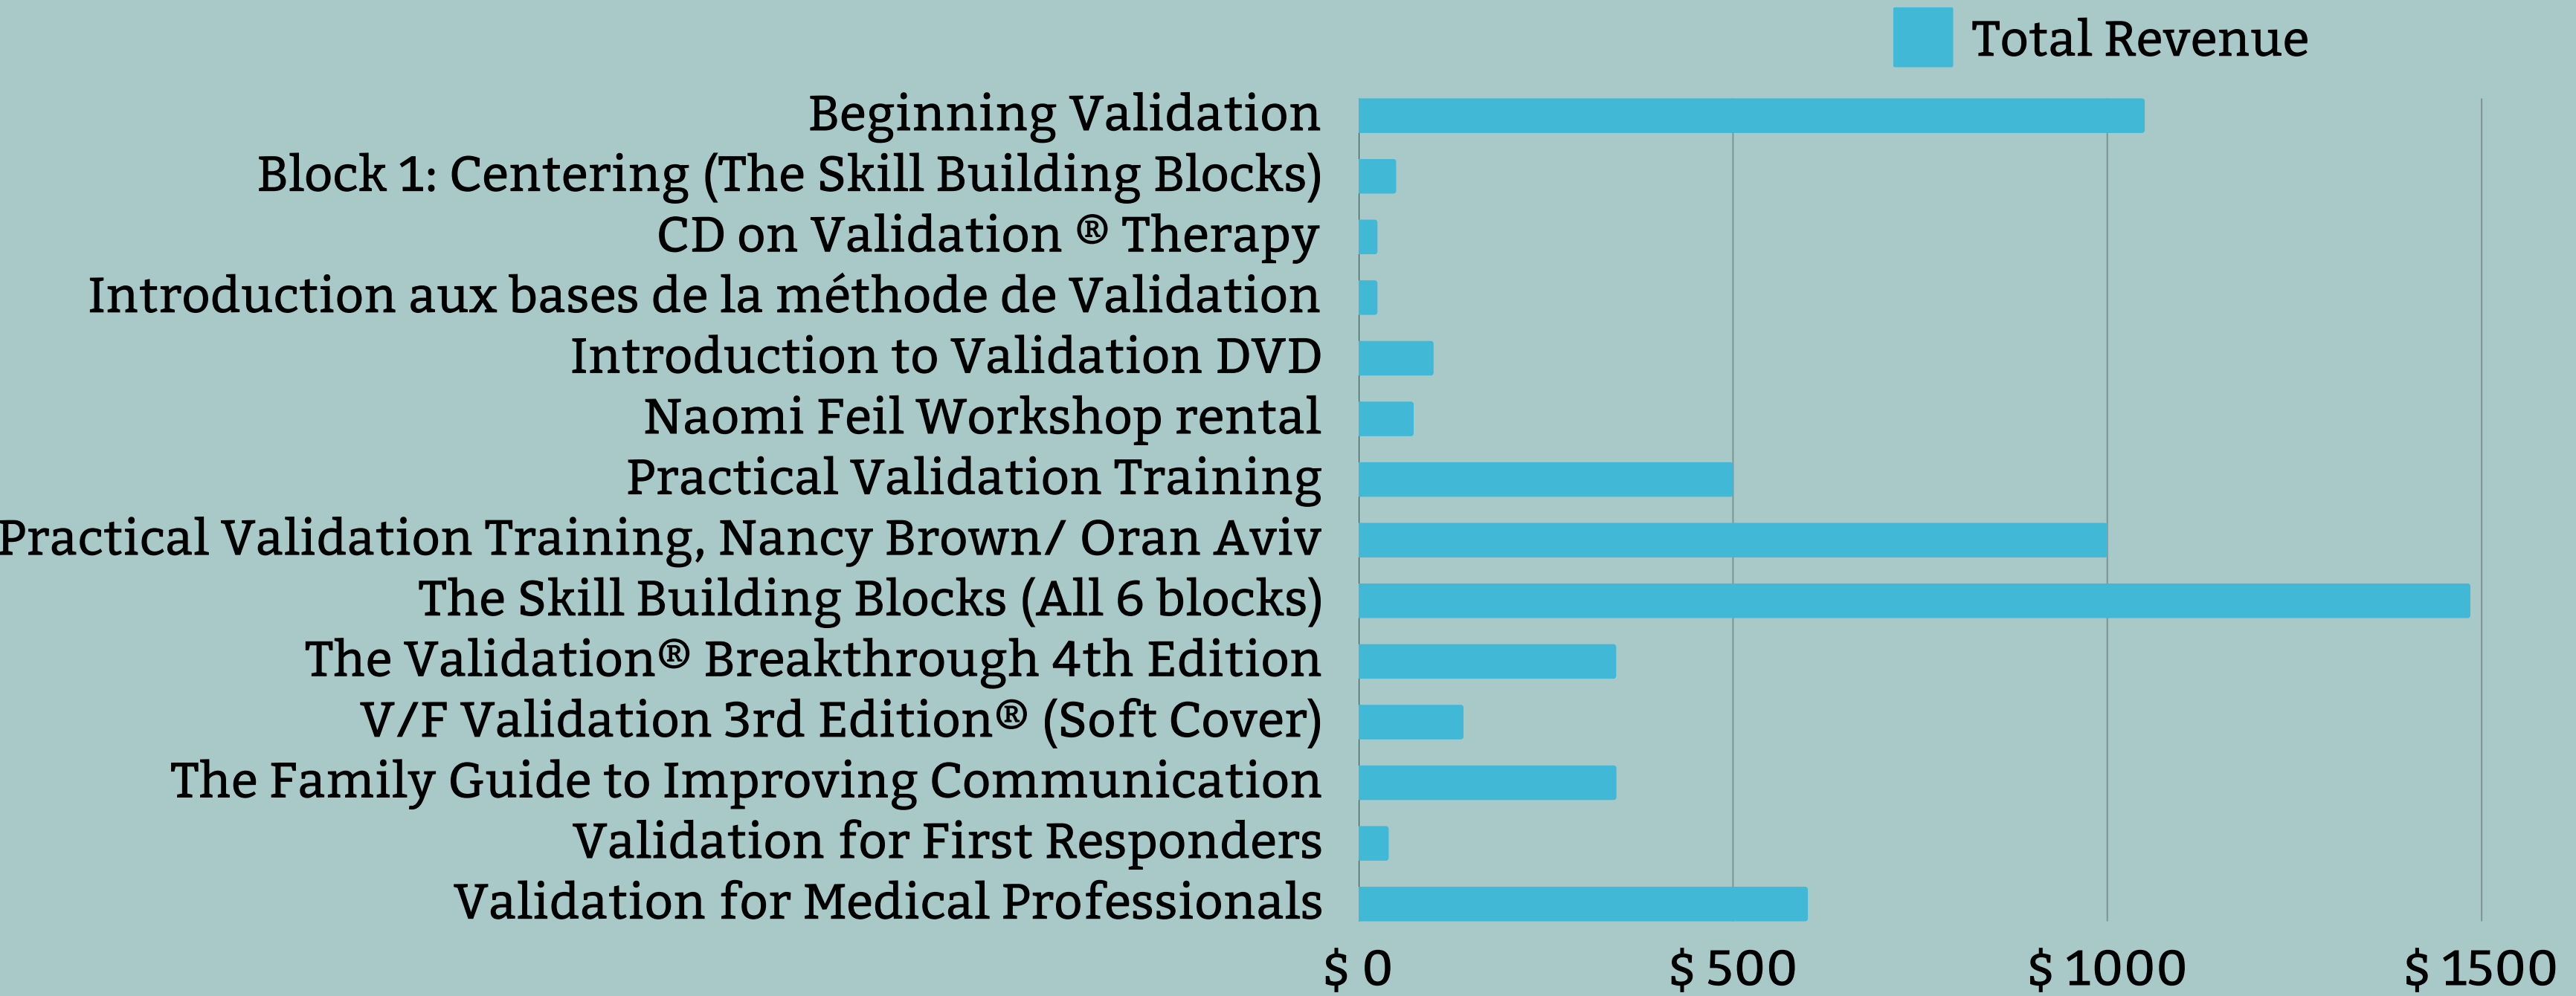 Total Revenue
Beginning Validation
Block 1: Centering (The Skill Building Blocks)
CD on Validation ® Therapy
Introduction aux bases de la méthode de Validation
Introduction to Validation DVD
Naomi Feil Workshop rental
Practical Validation Training
Practical Validation Training, Nancy Brown/ Oran Aviv
The Skill Building Blocks (All 6 blocks)
The Validation® Breakthrough 4th Edition
V/F Validation 3rd Edition® (Soft Cover)
The Family Guide to Improving Communication
Validation for First Responders
Validation for Medical Professionals
$ 0 $ 500 $ 1000 $ 1500